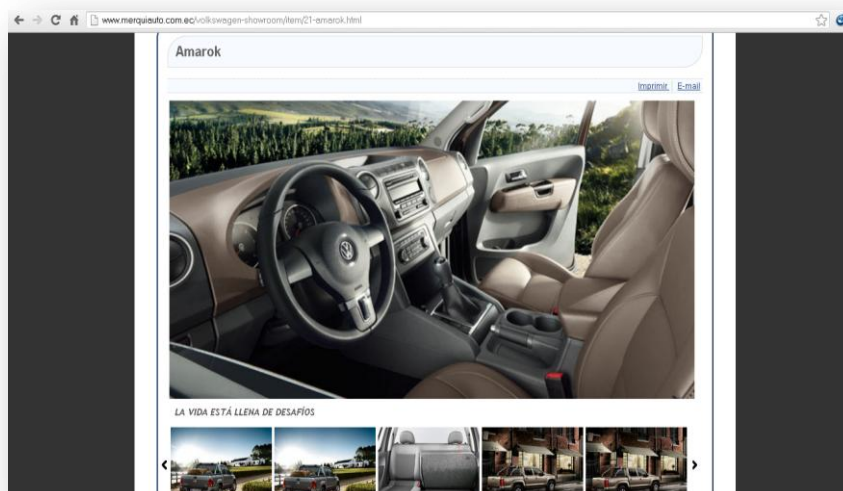 www.merquiauto.com.ec/volkswagen-showroom/item/21-amarok.html
Amarok
Imprimir E-mail
LA VIDA ESTÁ LLENA DE DESAFÍOS